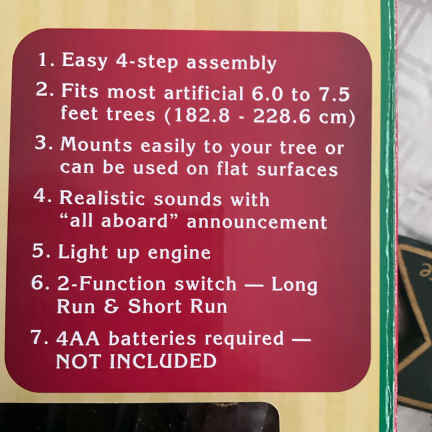 1. Easy 4-step assembly
2. Fits most artificial 6.0 to 7.5
feet trees (182.8 - 228.6 cm)
3. Mounts easily to your tree or
can be used on flat surfaces
4. Realistic sounds with
“all aboard” announcement
5. Light up engine
6. 2-Function switch — Long
Run & Short Run
7. 4AA batteries required —
NOT INCLUDED